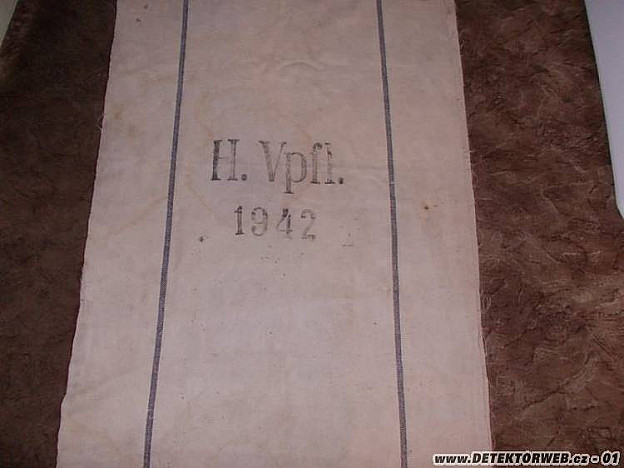 H. Vpfl.
1942
www.DETEKTORWEB.cz - 01